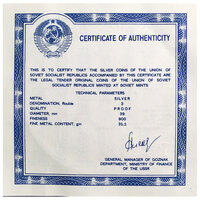 CERTIFICATE OF AUTHENTICITY
THIS IS TO CERTIFY THAT THE SILVER COINS OF THE UNION OF
SOVIET SOCIALIST REPUBLICS ACCOMPANIED BY THIS CERTIFICATE ARE
THE LEGAL TENDER ORIGINAL COINS OF THE UNION OF SOVIET
SOCIALIST REPUBLICS MINTED AT SOVIET MINTS
TECHNICAL PARAMETERS
METAL SILVER
DENOMINATION, Rouble 3
QUALITY PROOF
DIAMETER, mm 39
FINENESS 900
FINE METAL CONTENT, gm 31,1
GENERAL MANAGER OF GOZNAK
DEPARTMENT, MINISTRY OF FINANCE
OF THE USSR